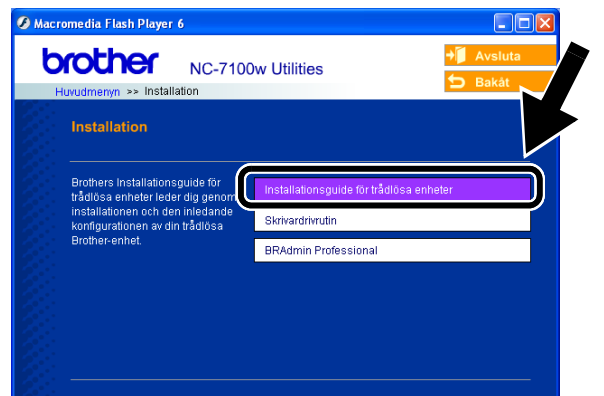 Macromedia Flash Player 6
brother
NC-7100w Utilities
Avsluta
Bakåt
Huvudmenyn >> Installation
Installation
Brothers Installationsguide för
trådlösa enheter leder dig genom
installationen och den inledande
konfigurationen av din trådlösa
Brother-enhet.
Installationsguide för trådlösa enheter
Skrivardrivrutin
BRAdmin Professional